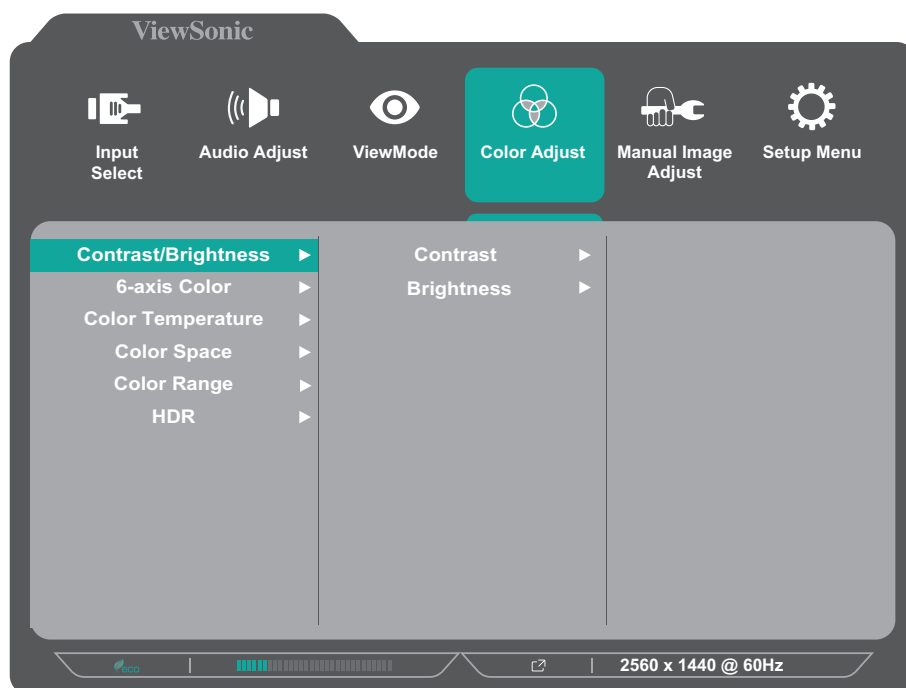 ViewSonic
Input
Select
Audio Adjust
ViewMode
Color Adjust
Manual Image
Adjust
Setup Menu
Contrast/Brightness
6-axis Color
Color Temperature
Color Space
Color Range
HDR
Contrast
Brightness
eco
2560 x 1440 @ 60Hz